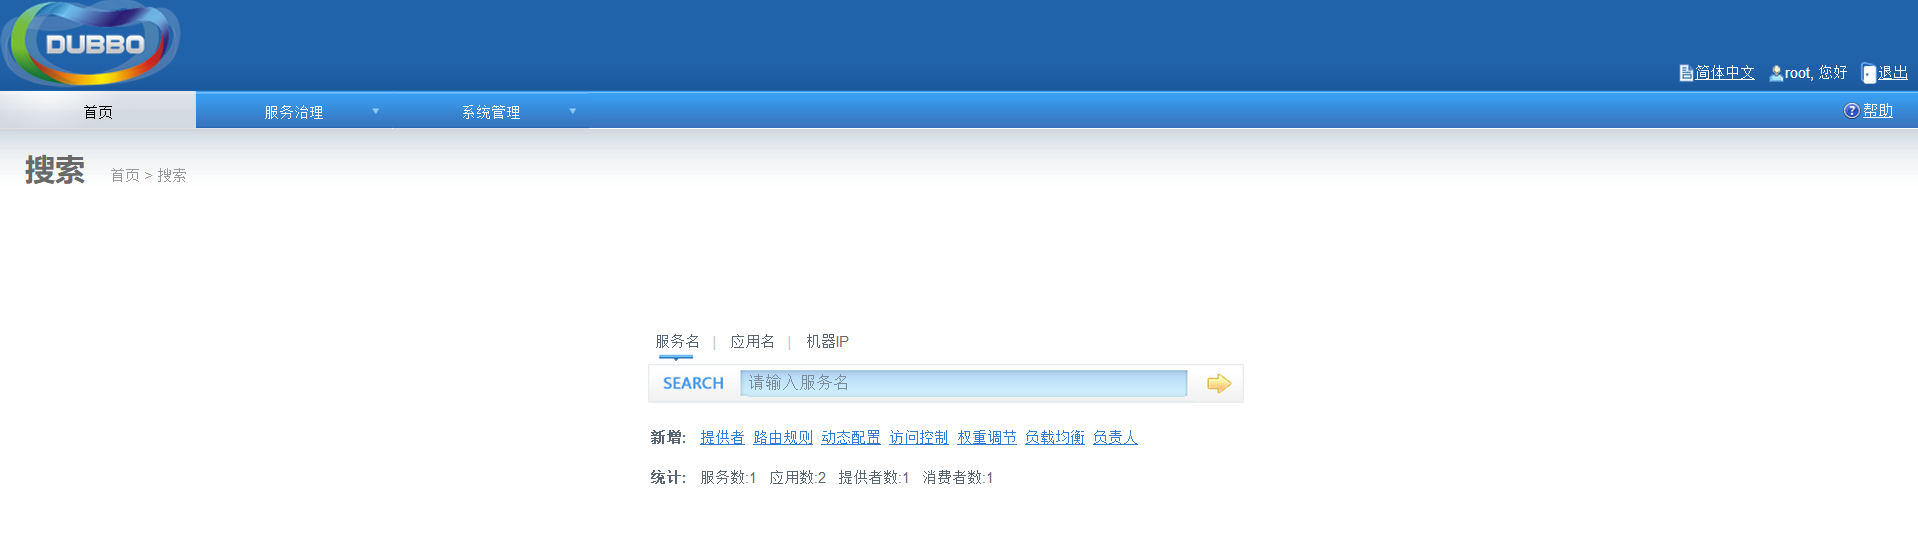 DUBBO
简体中文 root, 您好 退出
首页 服务治理 系统管理 帮助
搜索 首页 > 搜索
服务名 | 应用名 | 机器IP
SEARCH 请输入服务名
新增: 提供者 路由规则 动态配置 访问控制 权重调节 负载均衡 负责人
统计: 服务数:1 应用数:2 提供者数:1 消费者数:1